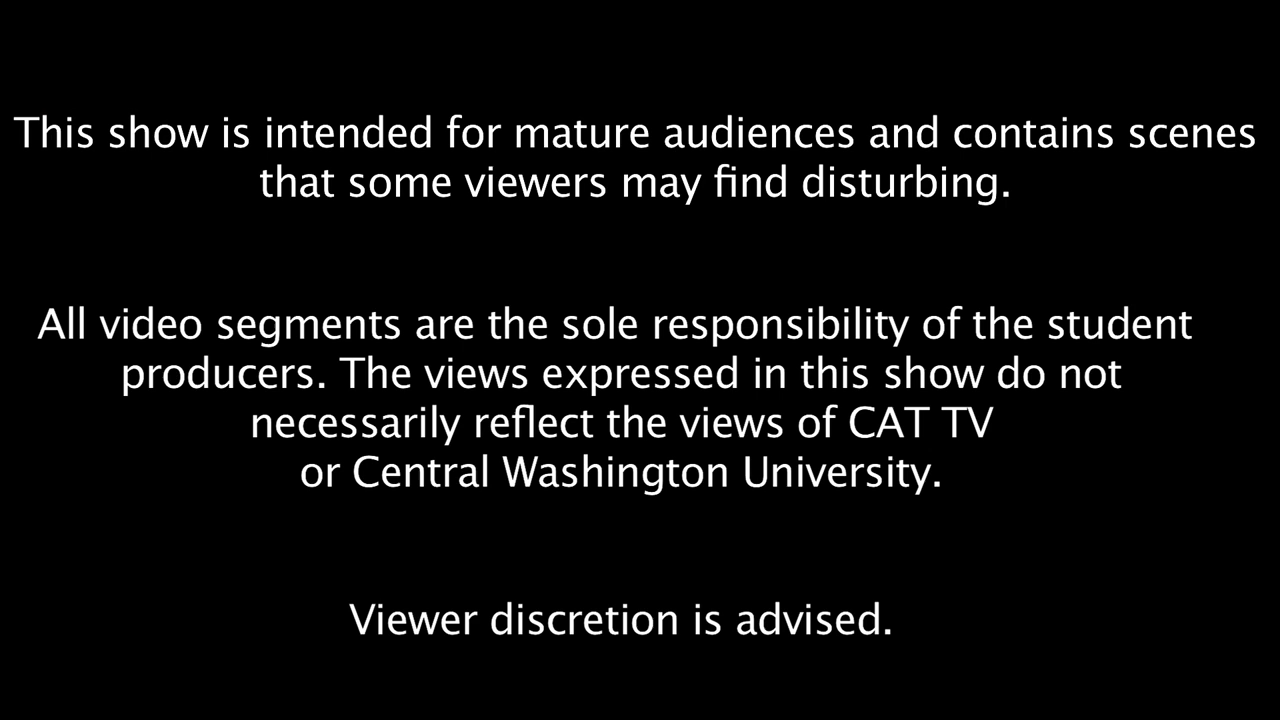 This show is intended for mature audiences and contains scenes
that some viewers may find disturbing.
All video segments are the sole responsibility of the student
producers. The views expressed in this show do not
necessarily reflect the views of CAT TV
or Central Washington University.
Viewer discretion is advised.